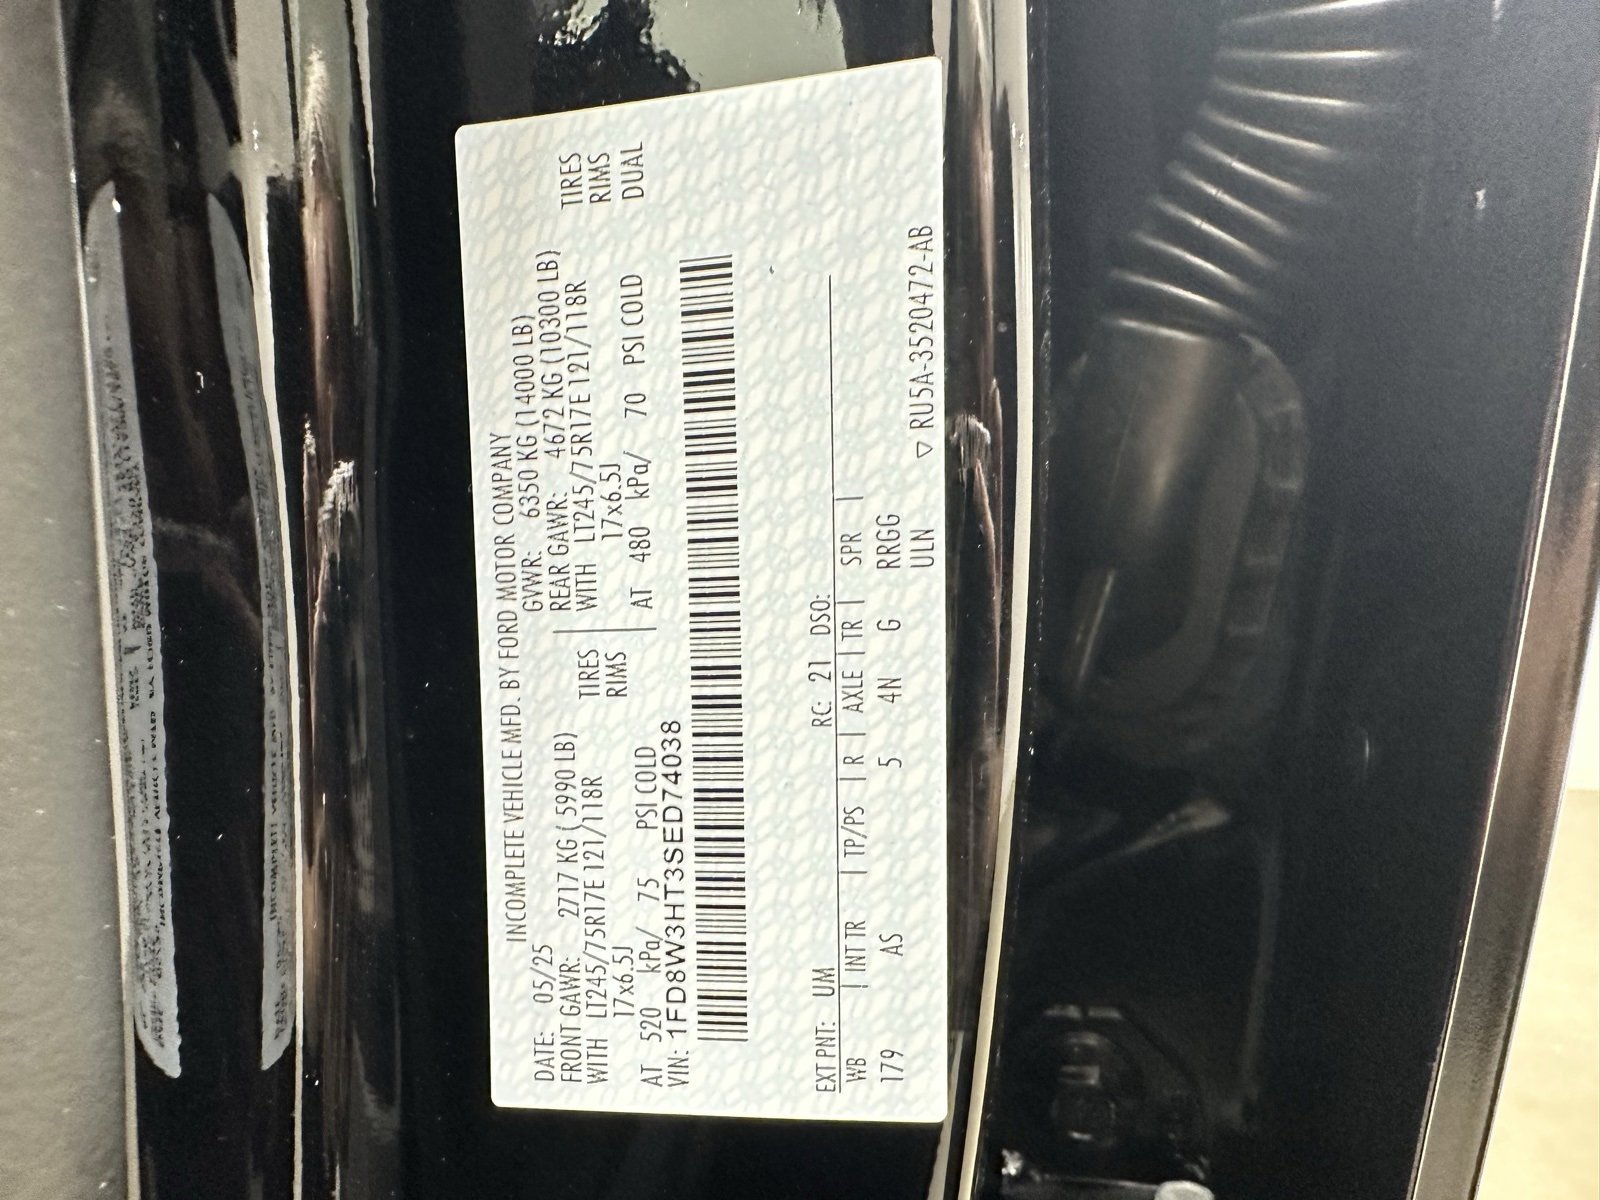 INCOMPLETE VEHICLE MFD. BY FORD MOTOR COMPANY
DATE: 05/25 GVWR: 6350 KG (14000 LB)
FRONT GAWR: 2717 KG (5990 LB) REAR GAWR: 4672 KG (10300 LB)
WITH LT245/75R17E 121/118R TIRES WITH LT245/75R17E 121/118R TIRES
17x6.5J RIMS 17x6.5J RIMS
AT 520 kPa/ 75 PSI COLD AT 480 kPa/ 70 PSI COLD DUAL
VIN: 1FD8W3HT3SED74038
EXT PNT: UM RC: 21 DSO:
WB | INT TR | TP/PS | R | AXLE | TR | SPR |
179 AS 5 4N G RRGG
ULN ▽ RU5A-3520472-AB